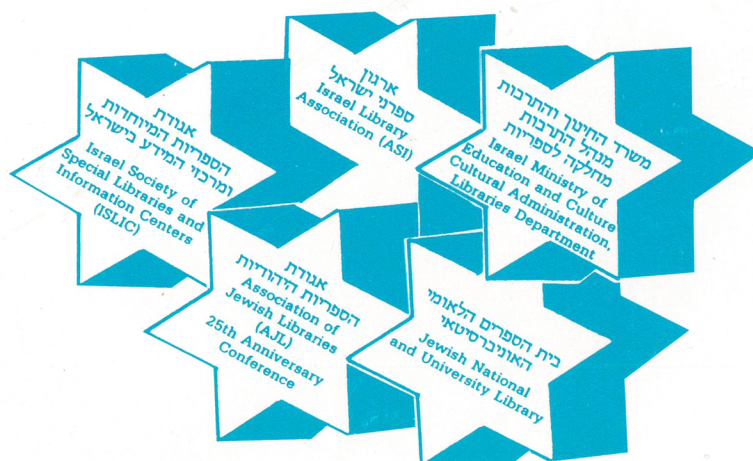 אגודת
הספריות המיוחדות
ומרכזי המידע בישראל
Israel Society of
Special Libraries and
Information Centers
(ISLIC)
ארגון
ספרני ישראל
Israel Library
Association (ASI)
משרד החינוך והתרבות
מנהל התרבות
מחלקה לספריות
Israel Ministry of
Education and Culture
Cultural Administration,
Libraries Department
אגודת
הספריות היהודיות
Association of
Jewish Libraries
(AJL)
25th Anniversary
Conference
בית הספרים הלאומי
והאוניברסיטאי
Jewish National
and University Library